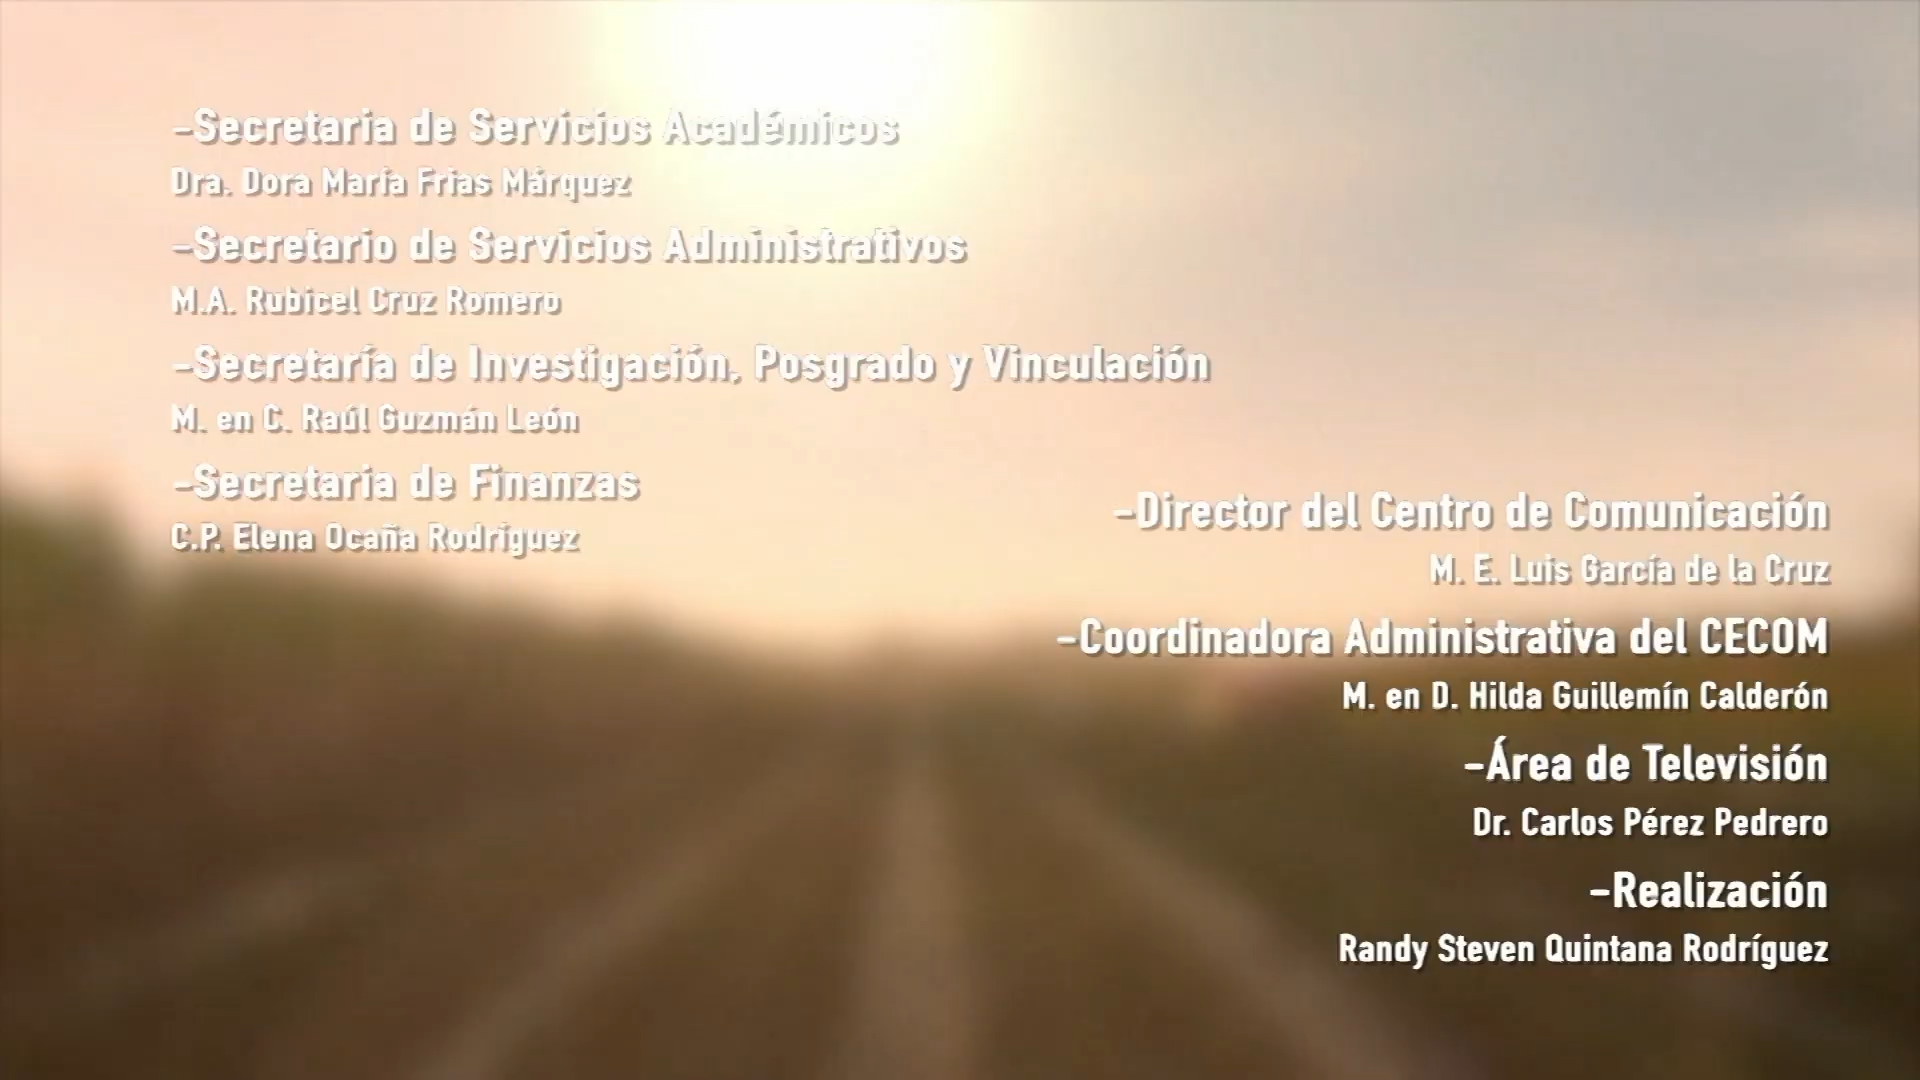 -Secretaria de Servicios Académicos
Dra. Dora María Frias Márquez
-Secretario de Servicios Administrativos
M.A. Rubicel Cruz Romero
-Secretaría de Investigación, Posgrado y Vinculación
M. en C. Raúl Guzmán León
-Secretaria de Finanzas
C.P. Elena Ocaña Rodríguez
-Director del Centro de Comunicación
M. E. Luis García de la Cruz
-Coordinadora Administrativa del CECOM
M. en D. Hilda Guillemín Calderón
-Área de Televisión
Dr. Carlos Pérez Pedrero
-Realización
Randy Steven Quintana Rodríguez